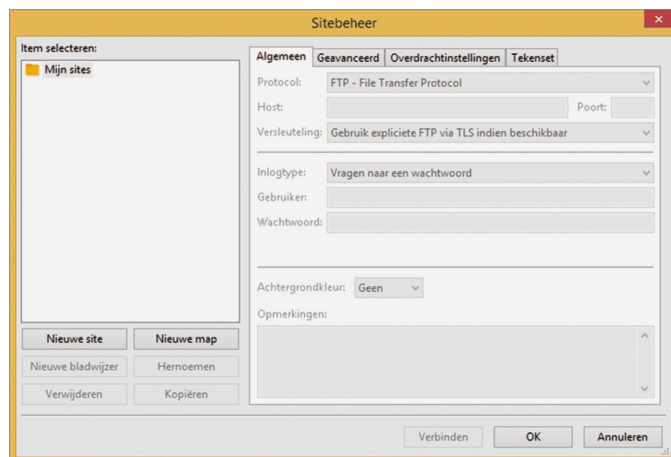 Sitebeheer
Item selecteren:
Mijn sites
Nieuwe site
Nieuwe map
Nieuwe bladwijzer
Hernoemen
Verwijderen
Kopiëren
Algemeen
Geavanceerd
Overdrachtinstellingen
Tekenset
Protocol:
FTP - File Transfer Protocol
Host:
Poort:
Versleuteling:
Gebruik expliciete FTP via TLS indien beschikbaar
Inlogtype:
Vragen naar een wachtwoord
Gebruiker:
Wachtwoord:
Achtergrondkleur:
Geen
Opmerkingen:
Verbinden
OK
Annuleren